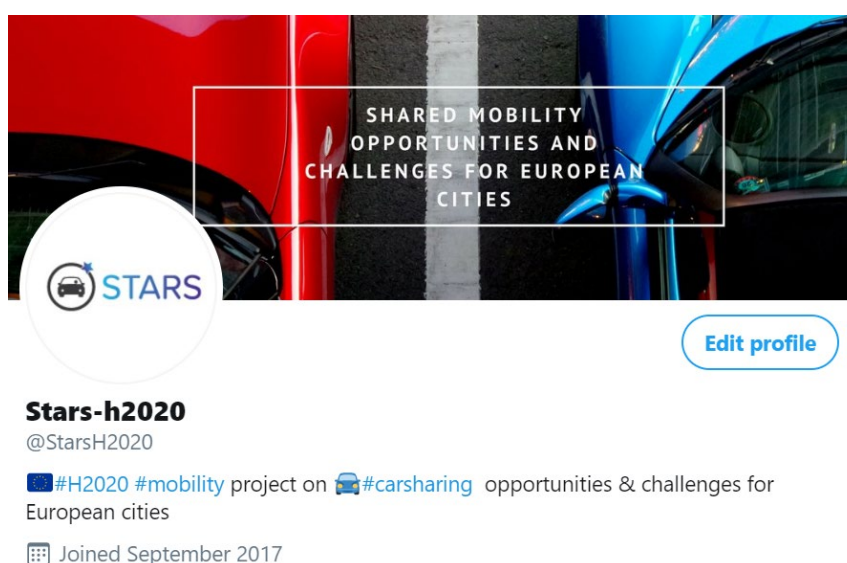 SHARED MOBILITY
OPPORTUNITIES AND
CHALLENGES FOR EUROPEAN
CITIES
STARS
Edit profile
Stars-h2020
@StarsH2020
🇪🇺#H2020 #mobility project on 🚘#carsharing opportunities & challenges for
European cities
Joined September 2017